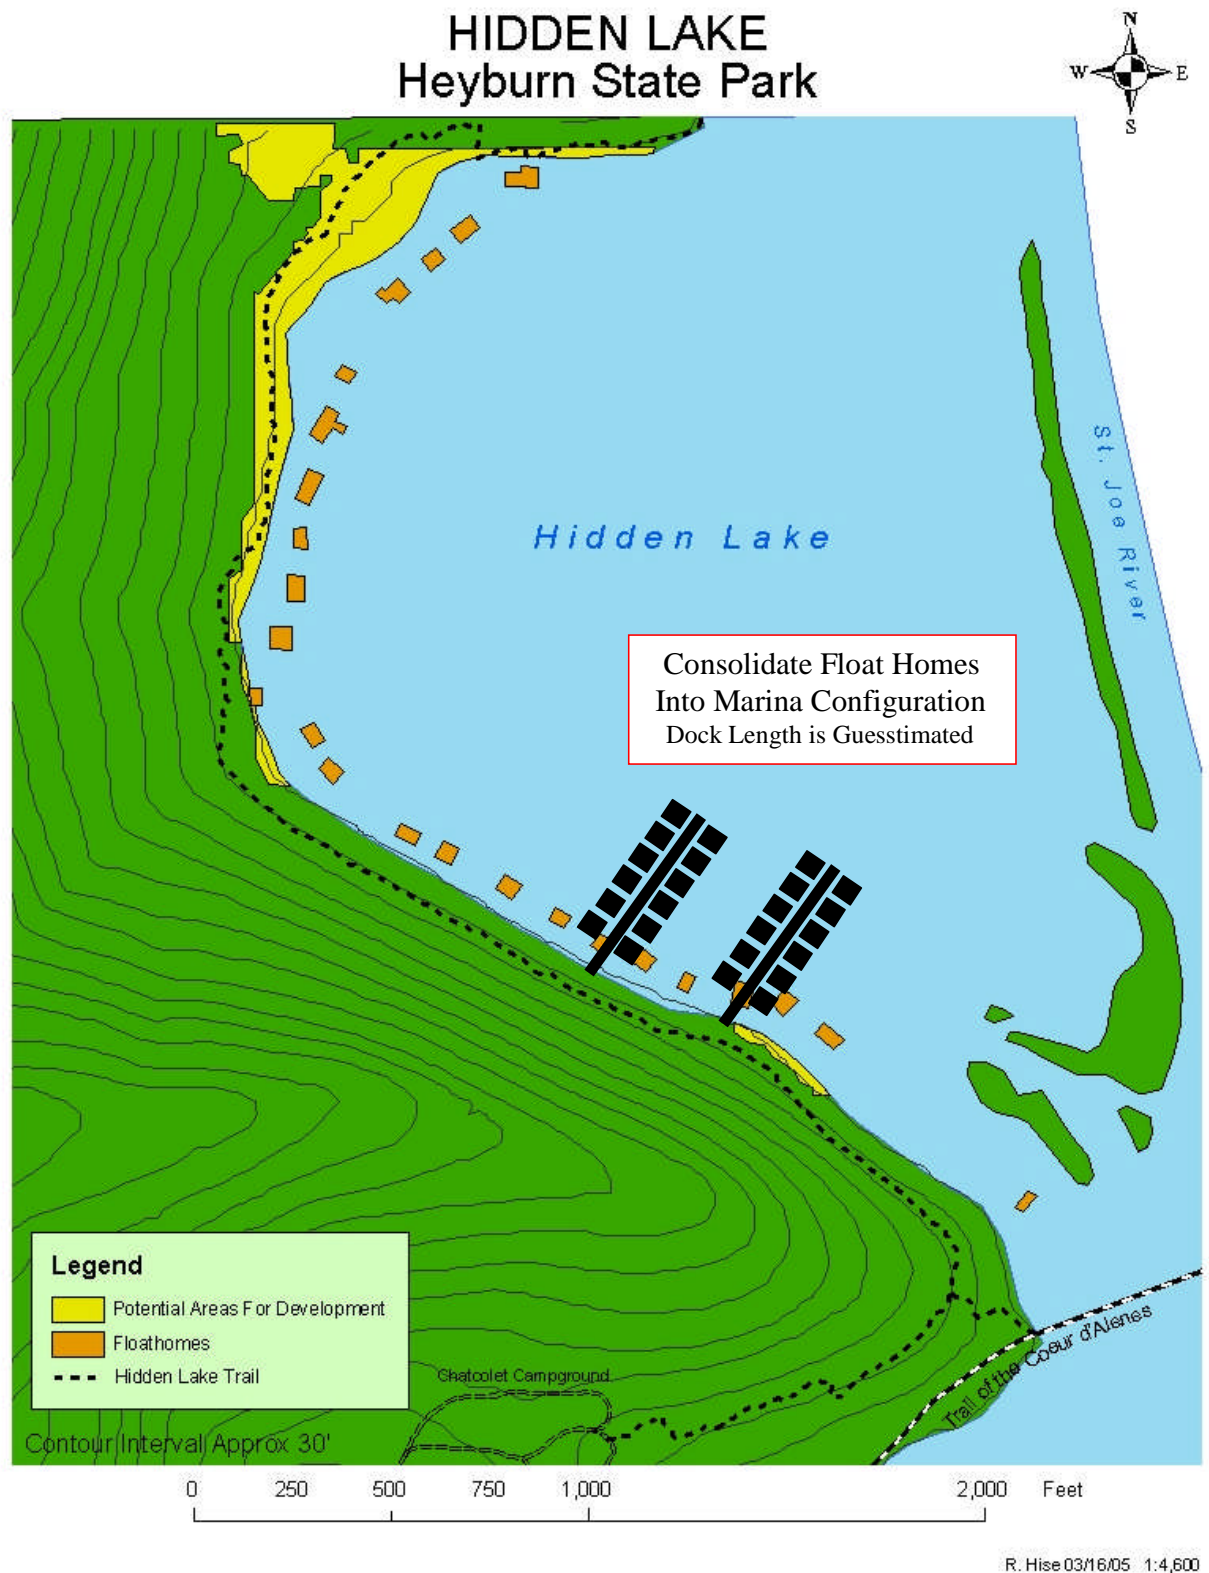 HIDDEN LAKE
Heyburn State Park
N
W
E
S
St. Joe River
Hidden Lake
Consolidate Float Homes
Into Marina Configuration
Dock Length is Guesstimated
Legend
Potential Areas For Development
Floathomes
Hidden Lake Trail
Chatcolet Campground
Trail of the Coeur d'Alenes
Contour Interval Approx 30'
0 250 500 750 1,000 2,000 Feet
R. Hise 03/16/05 1:4,600